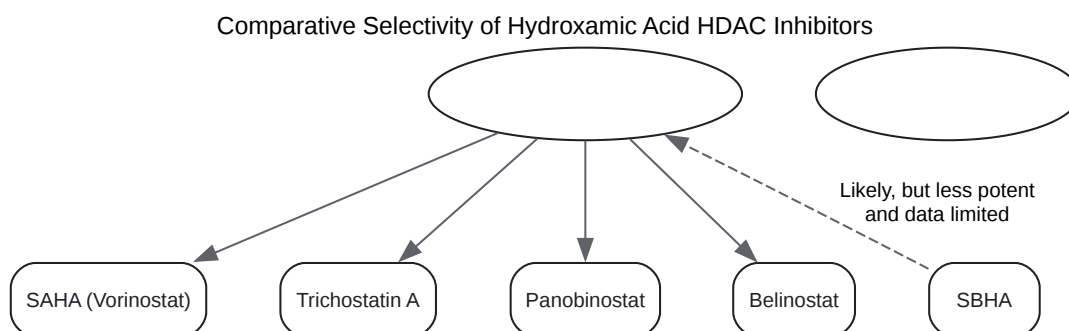 Comparative Selectivity of Hydroxamic Acid HDAC Inhibitors
Likely, but less potent
and data limited
SAHA (Vorinostat)
Trichostatin A
Panobinostat
Belinostat
SBHA